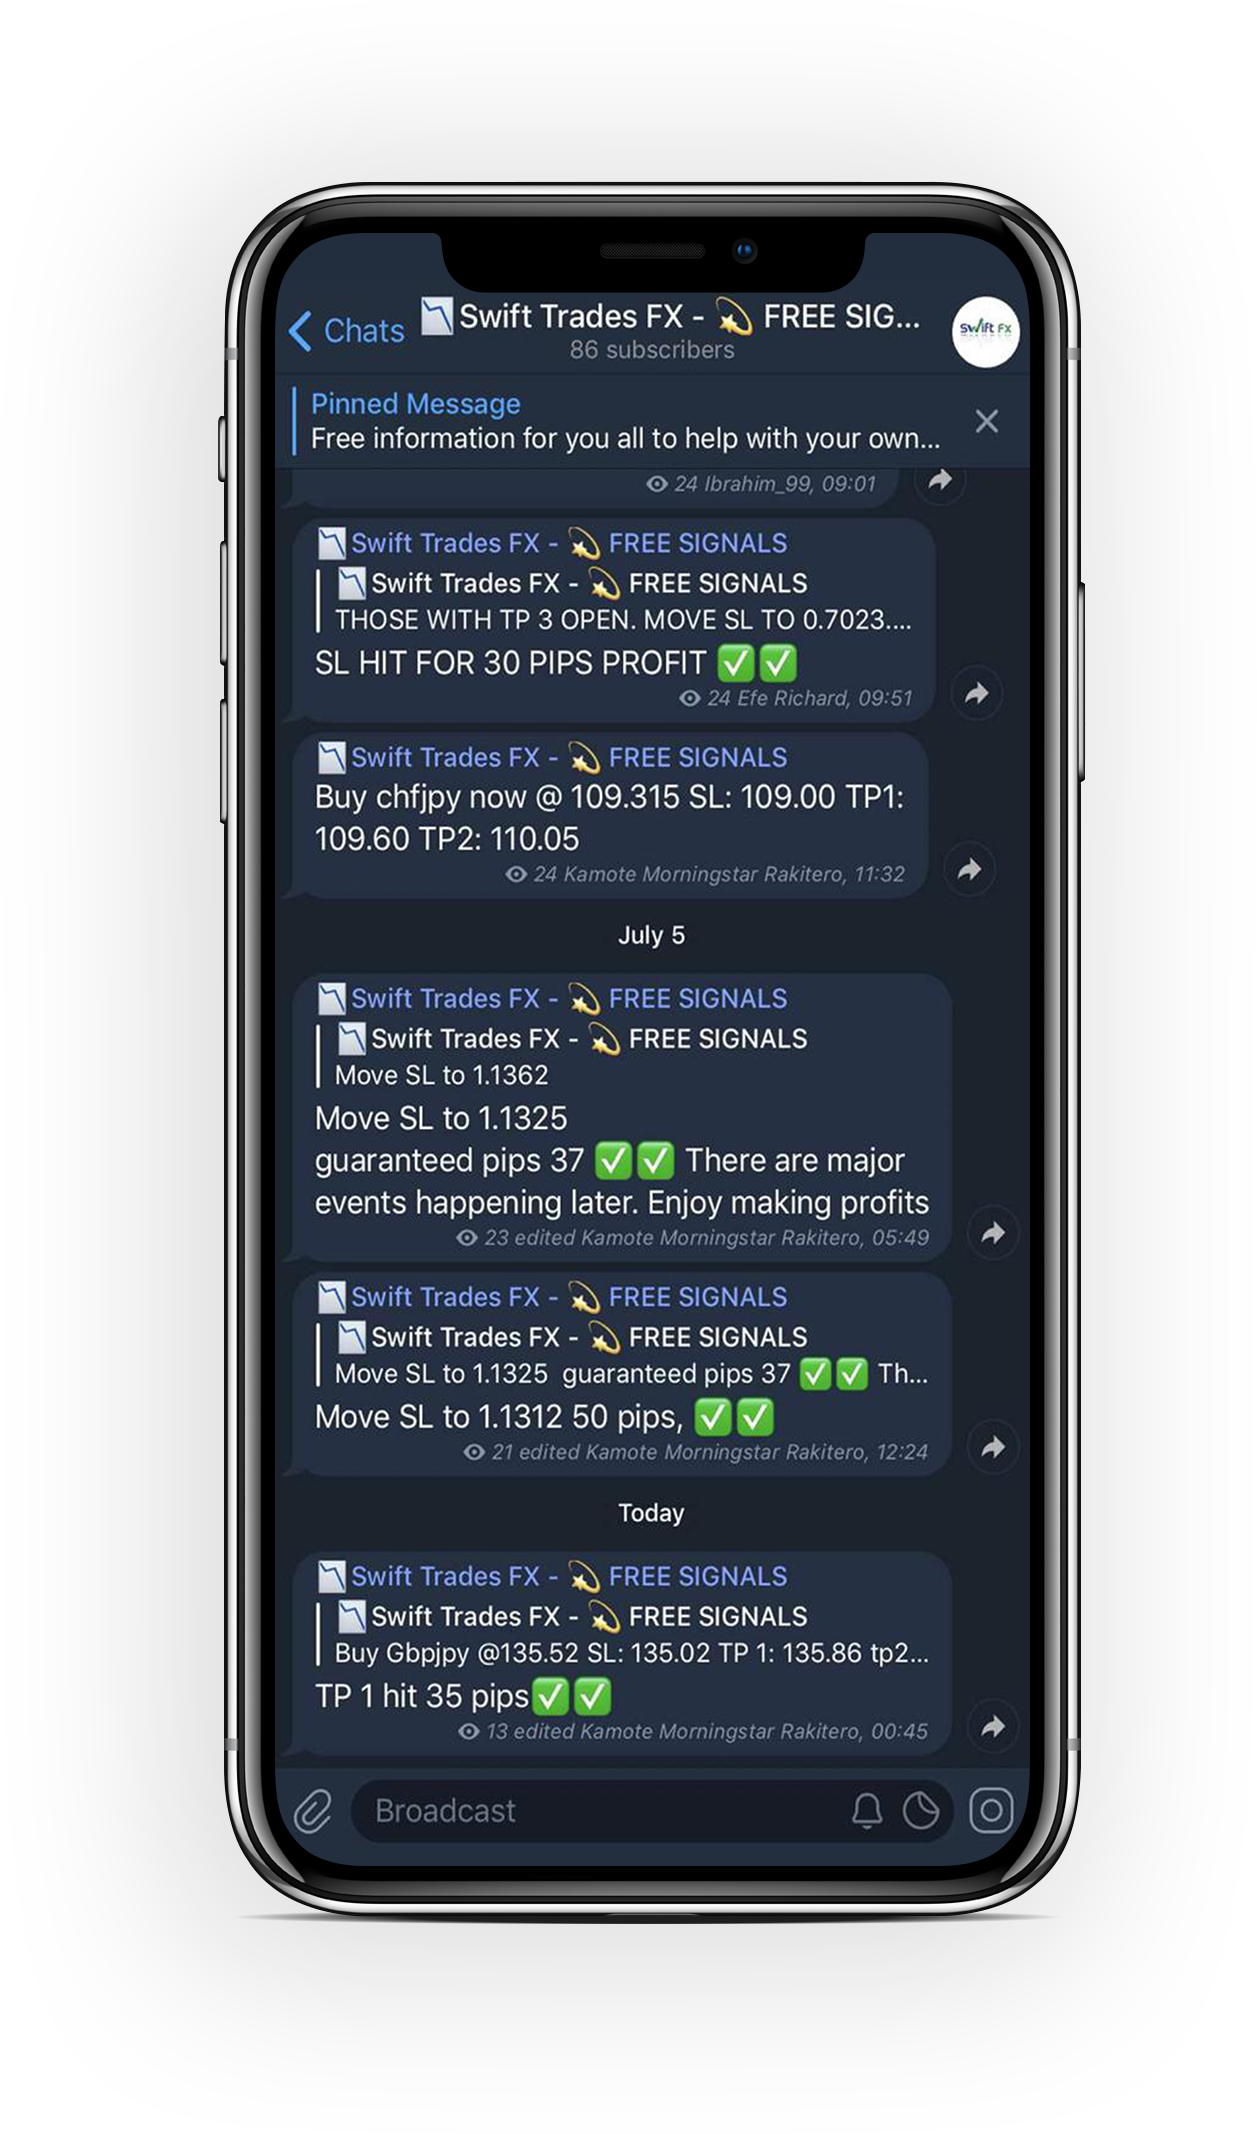 Chats
📉Swift Trades FX - 💫 FREE SIG...
86 subscribers
Swift FX
Pinned Message
Free information for you all to help with your own...
24 Ibrahim_99, 09:01
📉Swift Trades FX - 💫 FREE SIGNALS
📉Swift Trades FX - 💫 FREE SIGNALS
THOSE WITH TP 3 OPEN. MOVE SL TO 0.7023....
SL HIT FOR 30 PIPS PROFIT ✅✅
24 Efe Richard, 09:51
📉Swift Trades FX - 💫 FREE SIGNALS
Buy chfjpy now @ 109.315 SL: 109.00 TP1:
109.60 TP2: 110.05
24 Kamote Morningstar Rakitero, 11:32
July 5
📉Swift Trades FX - 💫 FREE SIGNALS
📉Swift Trades FX - 💫 FREE SIGNALS
Move SL to 1.1362
Move SL to 1.1325
guaranteed pips 37 ✅✅ There are major
events happening later. Enjoy making profits
23 edited Kamote Morningstar Rakitero, 05:49
📉Swift Trades FX - 💫 FREE SIGNALS
📉Swift Trades FX - 💫 FREE SIGNALS
Move SL to 1.1325 guaranteed pips 37 ✅✅ Th...
Move SL to 1.1312 50 pips, ✅✅
21 edited Kamote Morningstar Rakitero, 12:24
Today
📉Swift Trades FX - 💫 FREE SIGNALS
📉Swift Trades FX - 💫 FREE SIGNALS
Buy Gbpjpy @135.52 SL: 135.02 TP 1: 135.86 tp2...
TP 1 hit 35 pips✅✅
13 edited Kamote Morningstar Rakitero, 00:45
Broadcast